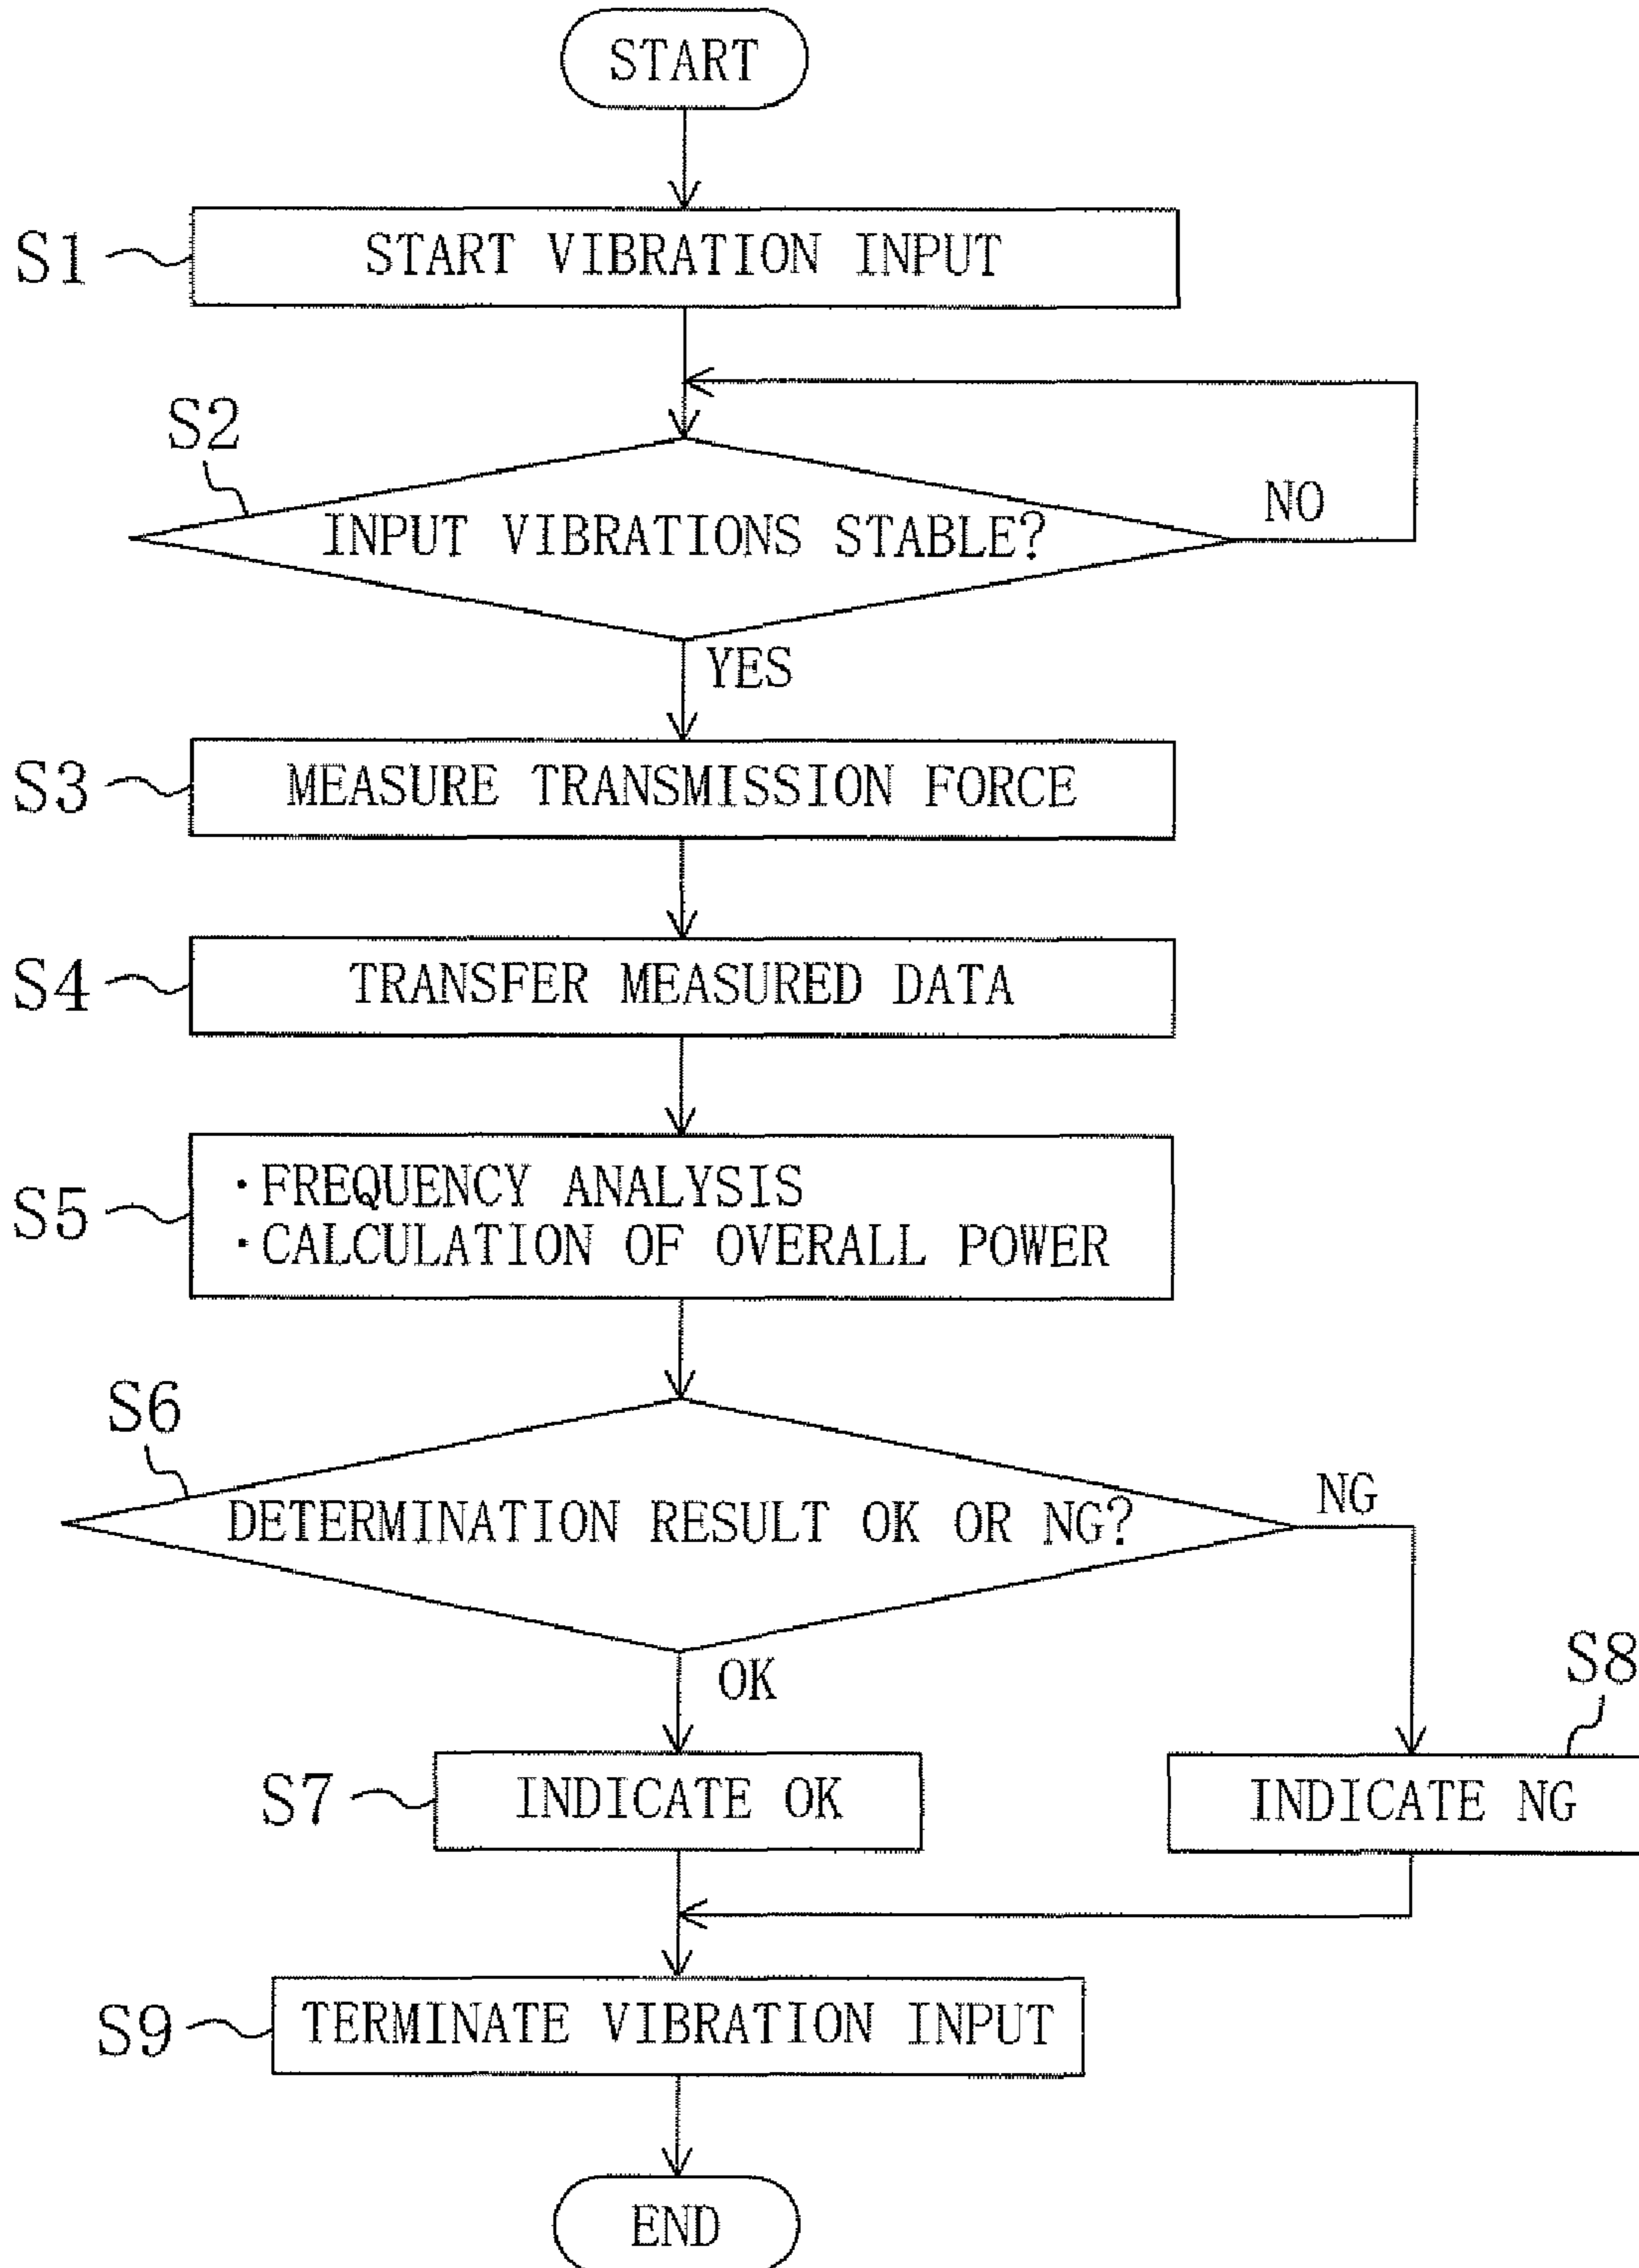 START
S1
START VIBRATION INPUT
S2
INPUT VIBRATIONS STABLE?
NO
YES
S3
MEASURE TRANSMISSION FORCE
S4
TRANSFER MEASURED DATA
S5
・FREQUENCY ANALYSIS
・CALCULATION OF OVERALL POWER
S6
DETERMINATION RESULT OK OR NG?
NG
OK
S7
INDICATE OK
S8
INDICATE NG
S9
TERMINATE VIBRATION INPUT
END